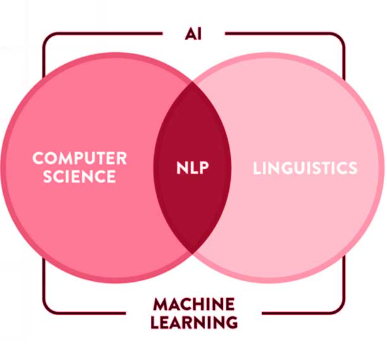 AI
COMPUTER
SCIENCE
NLP
LINGUISTICS
MACHINE
LEARNING